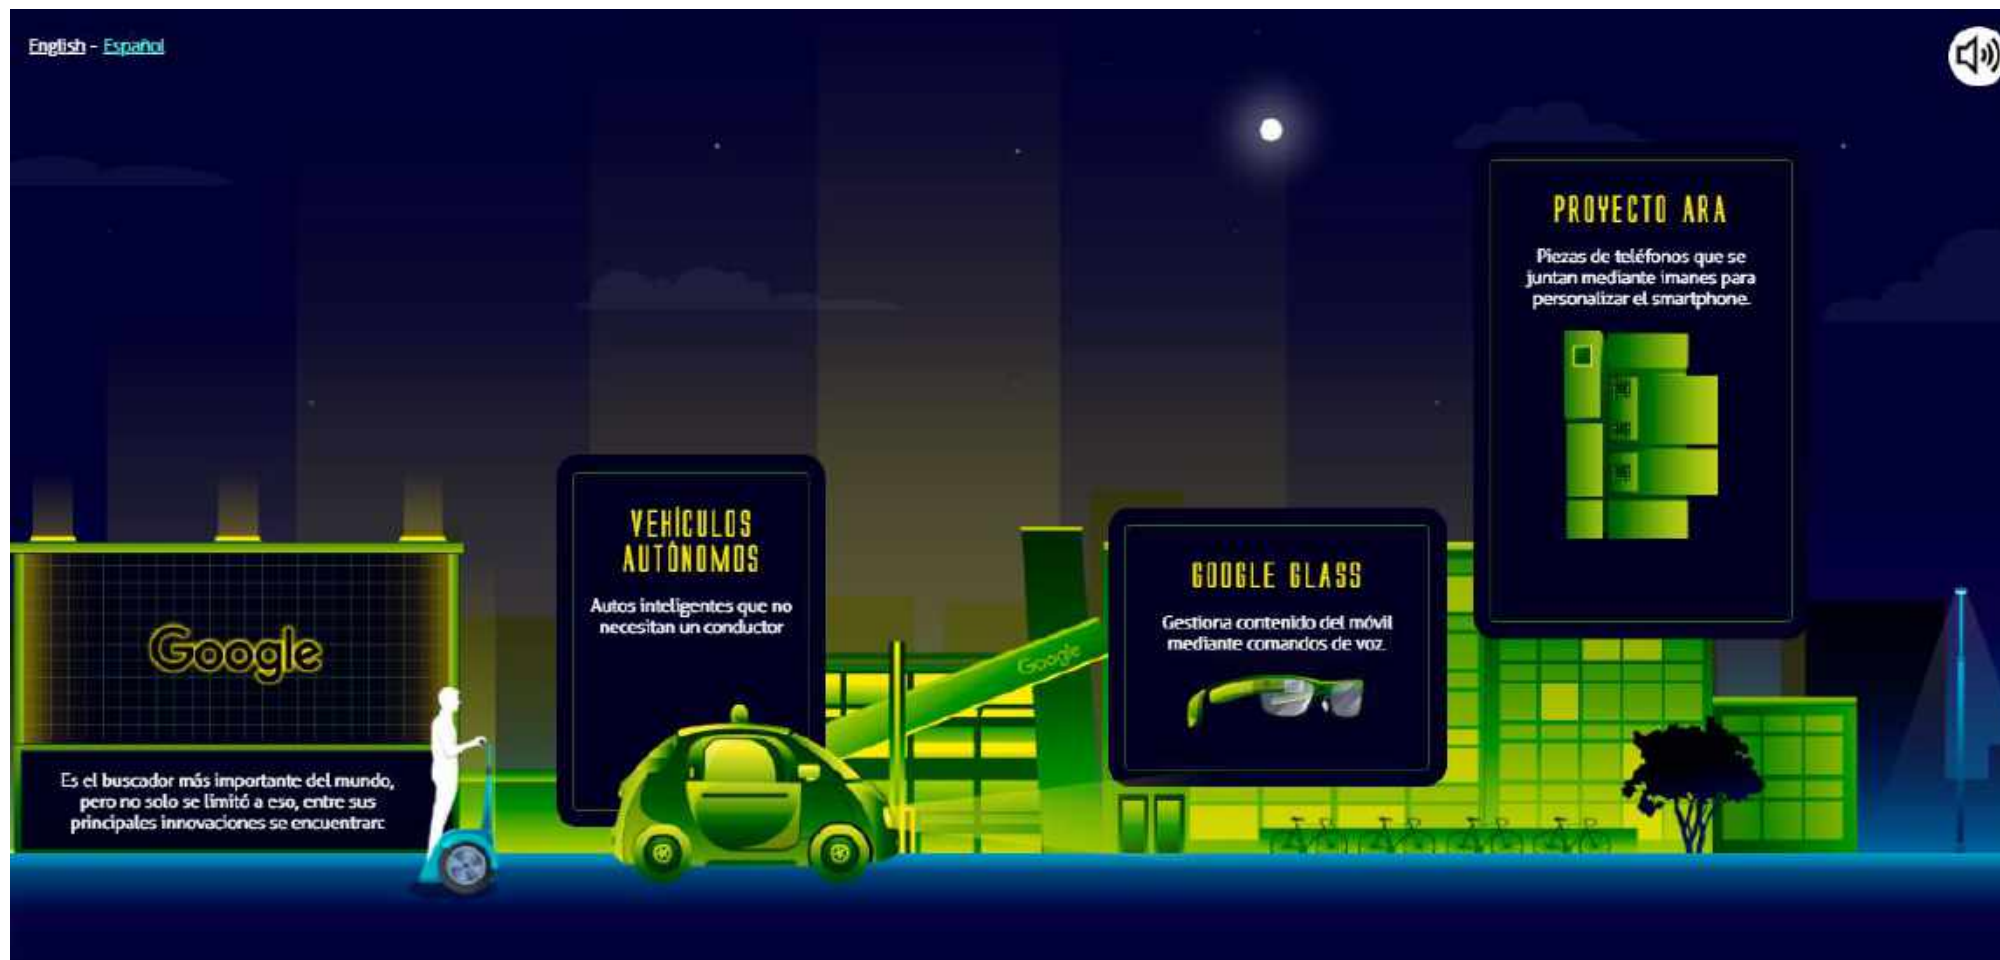 English - Español
Google
Es el buscador más importante del mundo,
pero no solo se limitó a eso, entre sus
principales innovaciones se encuentran:
VEHÍCULOS
AUTÓNOMOS
Autos inteligentes que no
necesitan un conductor
Google
GOOGLE GLASS
Gestiona contenido del móvil
mediante comandos de voz.
PROYECTO ARA
Piezas de teléfonos que se
juntan mediante imanes para
personalizar el smartphone.